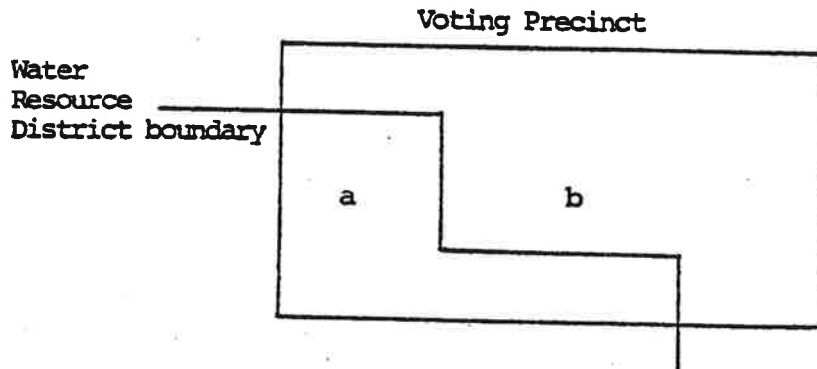 Voting Precinct
Water
Resource
District boundary
a
b